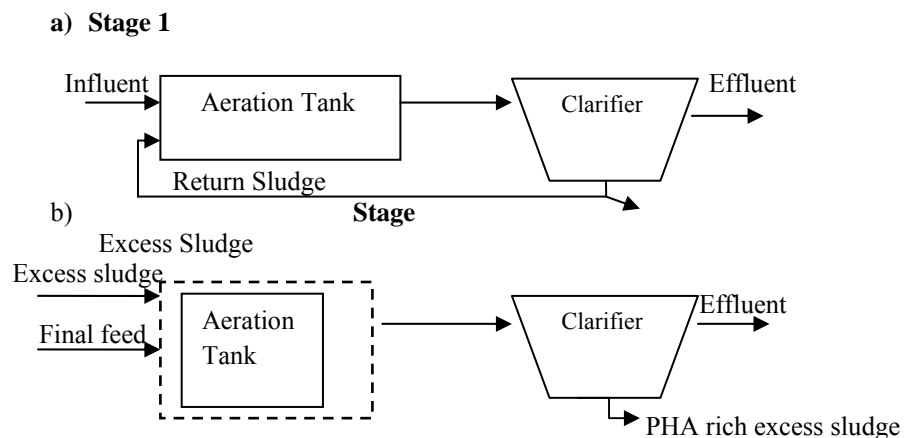 a) Stage 1
Influent
Aeration Tank
Clarifier
Effluent
Return Sludge
b)
Stage
Excess Sludge
Excess sludge
Final feed
Aeration
Tank
Clarifier
Effluent
PHA rich excess sludge